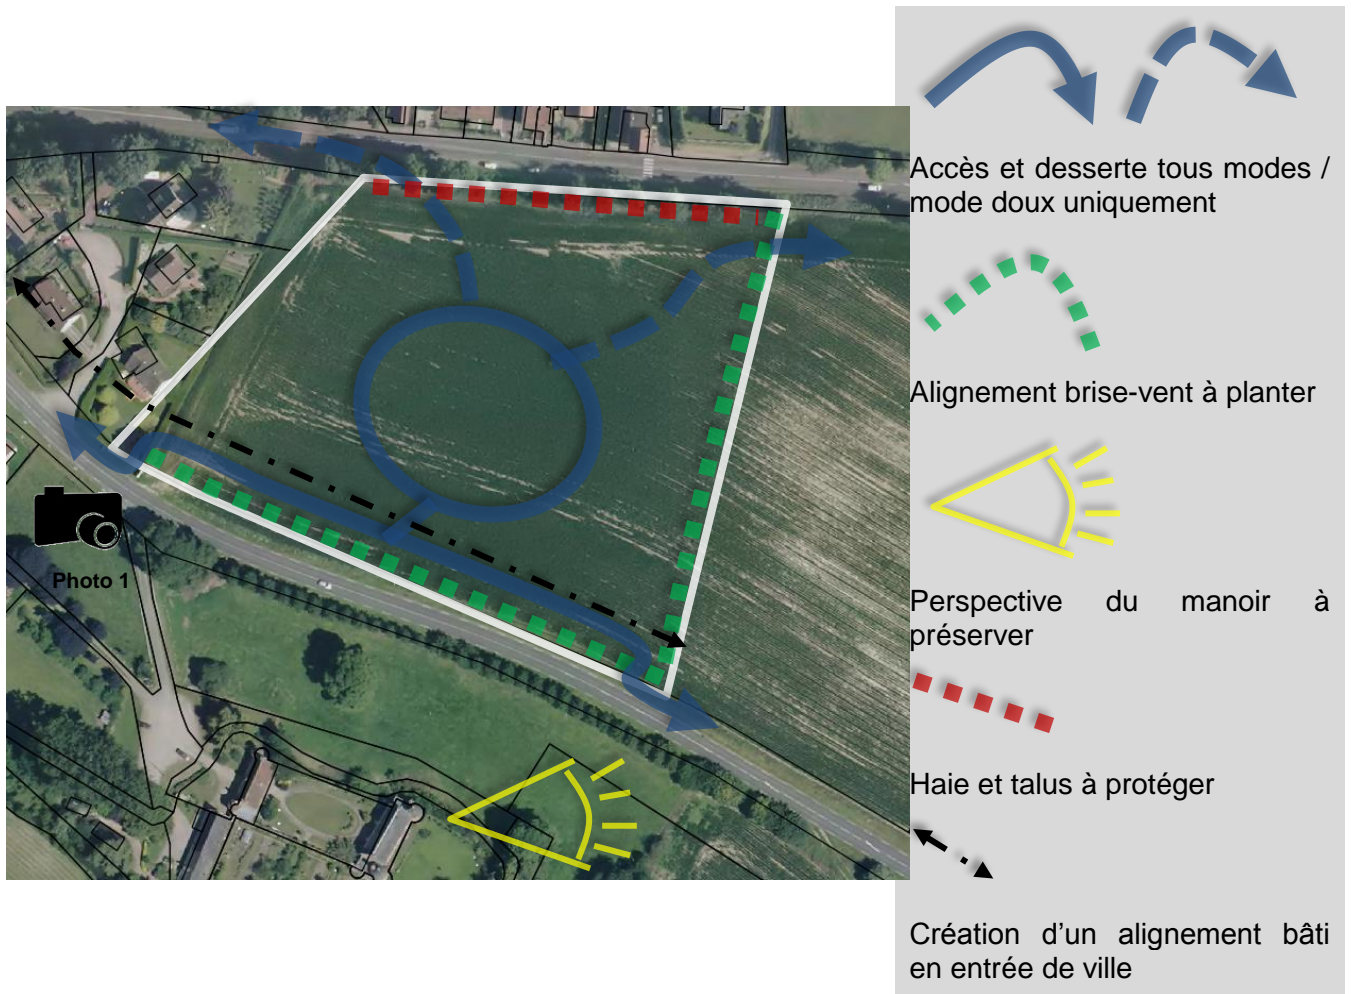 Accès et desserte tous modes /
mode doux uniquement
Alignement brise-vent à planter
Perspective du manoir à
préserver
Haie et talus à protéger
Création d’un alignement bâti
en entrée de ville
Photo 1